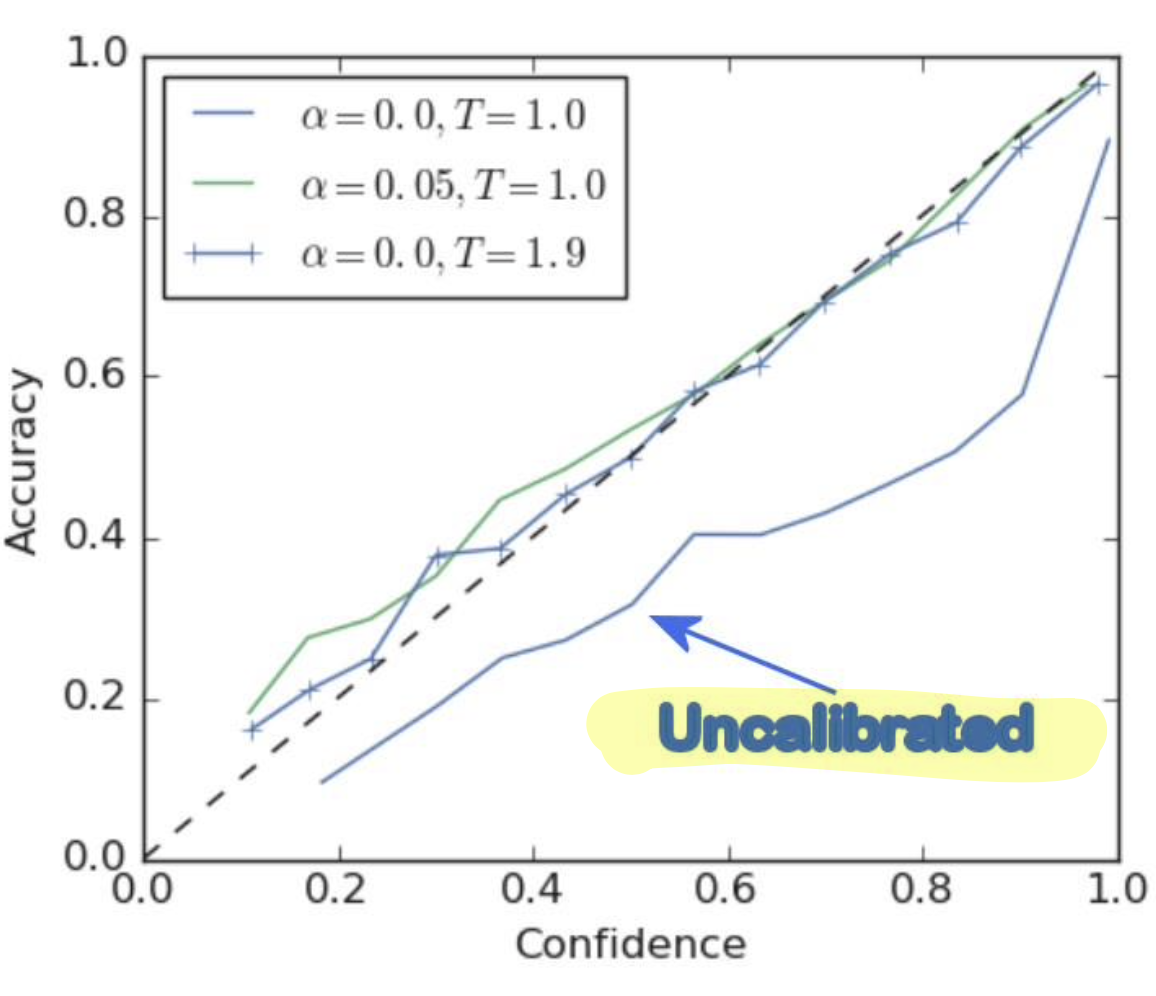 1.0
0.8
0.6
0.4
0.2
0.0
Accuracy
α=0.0, T=1.0
α=0.05, T=1.0
α=0.0, T=1.9
Uncalibrated
0.0 0.2 0.4 0.6 0.8 1.0
Confidence